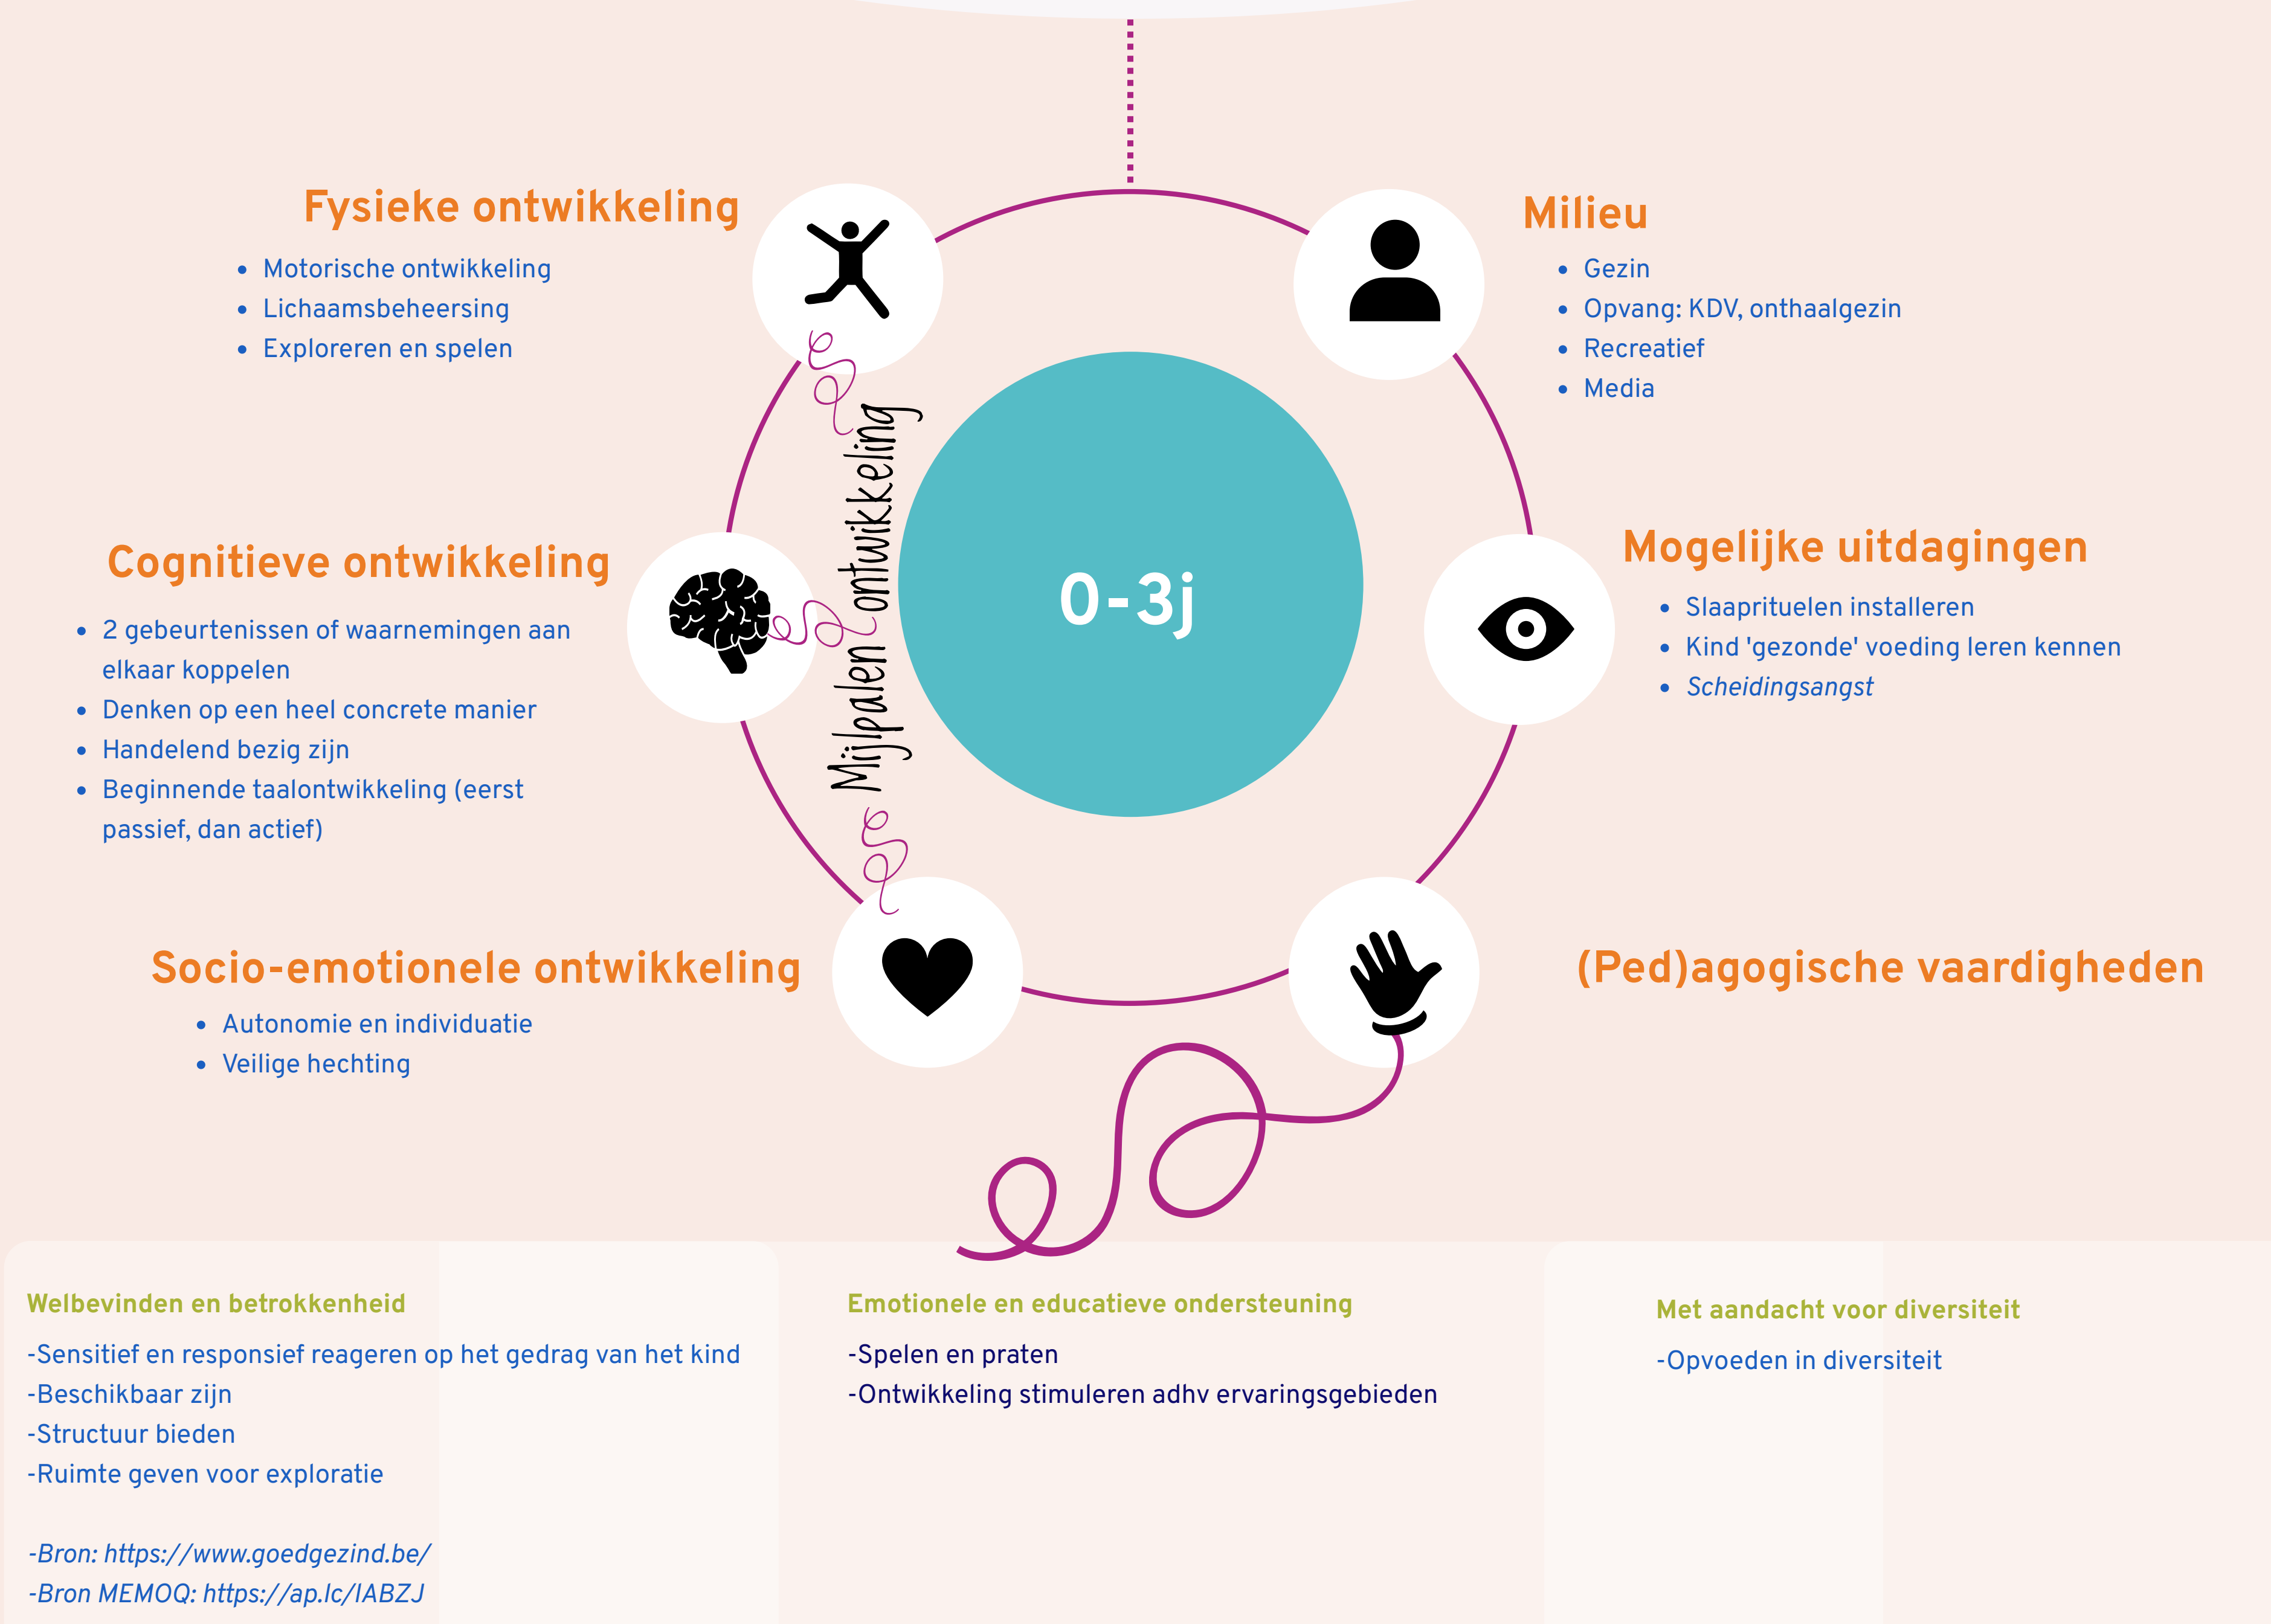 Fysieke ontwikkeling
Motorische ontwikkeling
Lichaamsbeheersing
Exploreren en spelen
Milieu
Gezin
Opvang: KDV, onthaalgezin
Recreatief
Media
Mijlpalen ontwikkeling
0-3j
Cognitieve ontwikkeling
2 gebeurtenissen of waarnemingen aan
elkaar koppelen
Denken op een heel concrete manier
Handelend bezig zijn
Beginnende taalontwikkeling (eerst
passief, dan actief)
Mogelijke uitdagingen
Slaaprituelen installeren
Kind 'gezonde' voeding leren kennen
Scheidingsangst
Socio-emotionele ontwikkeling
Autonomie en individuatie
Veilige hechting
(Ped)agogische vaardigheden
Welbevinden en betrokkenheid
-Sensitief en responsief reageren op het gedrag van het kind
-Beschikbaar zijn
-Structuur bieden
-Ruimte geven voor exploratie
-Bron: https://www.goedgezind.be/
-Bron MEMOQ: https://ap.lc/IABZJ
Emotionele en educatieve ondersteuning
-Spelen en praten
-Ontwikkeling stimuleren adhv ervaringsgebieden
Met aandacht voor diversiteit
-Opvoeden in diversiteit